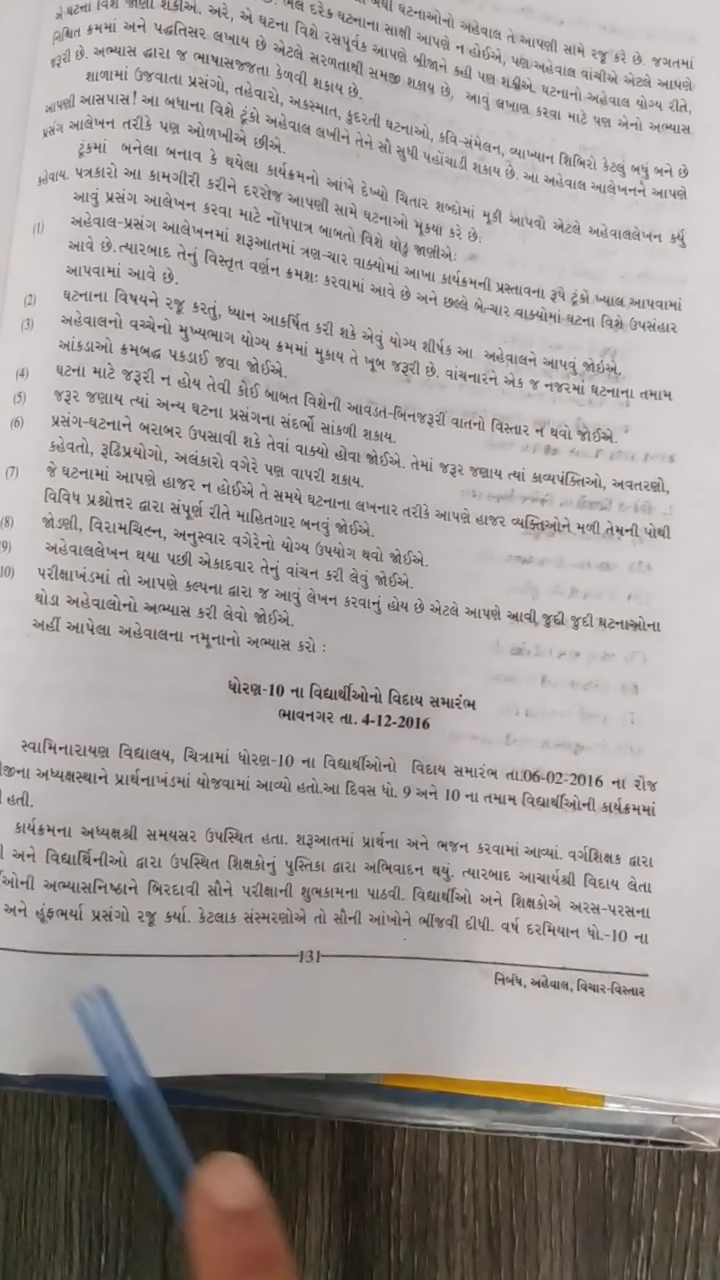 એ ઘટના વિશે જાણી શકીએ. અરે, એ ઘટના વિશે રસપૂર્વક આપણે બીજાને કહી પણ શકીએ. ઘટનાનો અહેવાલ યોગ્ય રીતે,
નિશ્ચિત ક્રમમાં અને પદ્ધતિસર લખાય છે એટલે સરળતાથી સમજી શકાય છે, આવું લખાણ કરવા માટે પણ એનો અભ્યાસ
જરૂરી છે. અભ્યાસ દ્વારા જ ભાષાસજ્જતા કેળવી શકાય છે.
શાળામાં ઉજવાતા પ્રસંગો, તહેવારો, અકસ્માત, કુદરતી ઘટનાઓ, કવિ-સંમેલન, વ્યાખ્યાન શિબિરો કેટલું બધું બને છે
આપણી આસપાસ! આ બધાના વિશે ટૂંકો અહેવાલ લખીને તેને સૌ સુધી પહોંચાડી શકાય છે. આ અહેવાલ આલેખનને આપણે
પ્રસંગ આલેખન તરીકે પણ ઓળખીએ છીએ.
ટૂંકમાં બનેલા બનાવ કે થયેલા કાર્યક્રમનો આંખે દેખ્યો ચિતાર શબ્દોમાં મૂકી આપવો એટલે અહેવાલલેખન કર્યુ
કહેવાય. પત્રકારો આ કામગીરી કરીને દરરોજ આપણી સામે ઘટનાઓ મૂક્યા કરે છે.
આવું પ્રસંગ આલેખન કરવા માટે નોંધપાત્ર બાબતો વિશે થોડું જાણીએ:
(1) અહેવાલ-પ્રસંગ આલેખનમાં શરૂઆતમાં ત્રણ-ચાર વાક્યોમાં આખા કાર્યક્રમની પ્રસ્તાવના રૂપે ટૂંકો ખ્યાલ આપવામાં
આવે છે. ત્યારબાદ તેનું વિસ્તૃત વર્ણન ક્રમશઃ કરવામાં આવે છે અને છેલ્લે બે-ચાર વાક્યોમાં ઘટના વિશે ઉપસંહાર
આપવામાં આવે છે.
(2) ઘટનાના વિષયને રજૂ કરતું, ધ્યાન આકર્ષિત કરી શકે એવું યોગ્ય શીર્ષક આ અહેવાલને આપવું જોઈએ.
(3) અહેવાલનો વચ્ચેનો મુખ્યભાગ યોગ્ય ક્રમમાં મુકાય તે ખૂબ જરૂરી છે. વાંચનારને એક જ નજરમાં ઘટનાના તમામ
આંકડાઓ ક્રમબદ્ધ પકડાઈ જવા જોઈએ.
(4) ઘટના માટે જરૂરી ન હોય તેવી કોઈ બાબત વિશેની આવડત-બિનજરૂરી વાતનો વિસ્તાર ન થવો જોઈએ.
(5) જરૂર જણાય ત્યાં અન્ય ઘટના પ્રસંગના સંદર્ભો સાંકળી શકાય.
(6) પ્રસંગ-ઘટનાને બરાબર ઉપસાવી શકે તેવાં વાક્યો હોવા જોઈએ. તેમાં જરૂર જણાય ત્યાં કાવ્યપંક્તિઓ, અવતરણો,
કહેવતો, રૂઢિપ્રયોગો, અલંકારો વગેરે પણ વાપરી શકાય.
(7) જે ઘટનામાં આપણે હાજર ન હોઈએ તે સમયે ઘટનાના લખનાર તરીકે આપણે હાજર વ્યક્તિઓને મળી તેમની પોથી
વિવિધ પ્રશ્નોત્તર દ્વારા સંપૂર્ણ રીતે માહિતગાર બનવું જોઈએ.
(8) જોડણી, વિરામચિહ્ન, અનુસ્વાર વગેરેનો યોગ્ય ઉપયોગ થવો જોઈએ.
9) અહેવાલલેખન થયા પછી એકાદવાર તેનું વાંચન કરી લેવું જોઈએ.
10) પરીક્ષાખંડમાં તો આપણે કલ્પના દ્વારા જ આવું લેખન કરવાનું હોય છે એટલે આપણે આવી જુદી જુદી ઘટનાઓના
થોડા અહેવાલોનો અભ્યાસ કરી લેવો જોઈએ.
અહીં આપેલા અહેવાલના નમૂનાનો અભ્યાસ કરો :
ધોરણ-10 ના વિદ્યાર્થીઓનો વિદાય સમારંભ
ભાવનગર તા. 4-12-2016
સ્વામિનારાયણ વિદ્યાલય, ચિત્રામાં ધોરણ-10 ના વિદ્યાર્થીઓનો વિદાય સમારંભ તા.06-02-2016 ના રોજ
જીના અધ્યક્ષસ્થાને પ્રાર્થનાખંડમાં યોજવામાં આવ્યો હતો.આ દિવસ ધો. 9 અને 10 ના તમામ વિદ્યાર્થીઓની કાર્યક્રમમાં
હતી.
કાર્યક્રમના અધ્યક્ષશ્રી સમયસર ઉપસ્થિત હતા. શરૂઆતમાં પ્રાર્થના અને ભજન કરવામાં આવ્યાં. વર્ગશિક્ષક દ્વારા
અને વિદ્યાર્થિનીઓ દ્વારા ઉપસ્થિત શિક્ષકોનું પુસ્તિકા દ્વારા અભિવાદન થયું. ત્યારબાદ આચાર્યશ્રી વિદાય લેતા
ઓની અભ્યાસનિષ્ઠાને બિરદાવી સૌને પરીક્ષાની શુભકામના પાઠવી. વિદ્યાર્થીઓ અને શિક્ષકોએ અરસ-પરસના
અને હૂંફભર્યા પ્રસંગો રજૂ કર્યા. કેટલાક સંસ્મરણોએ તો સૌની આંખોને ભીંજવી દીધી. વર્ષ દરમિયાન ધો.-10 ના
131
નિબંધ, અહેવાલ, વિચાર-વિસ્તાર